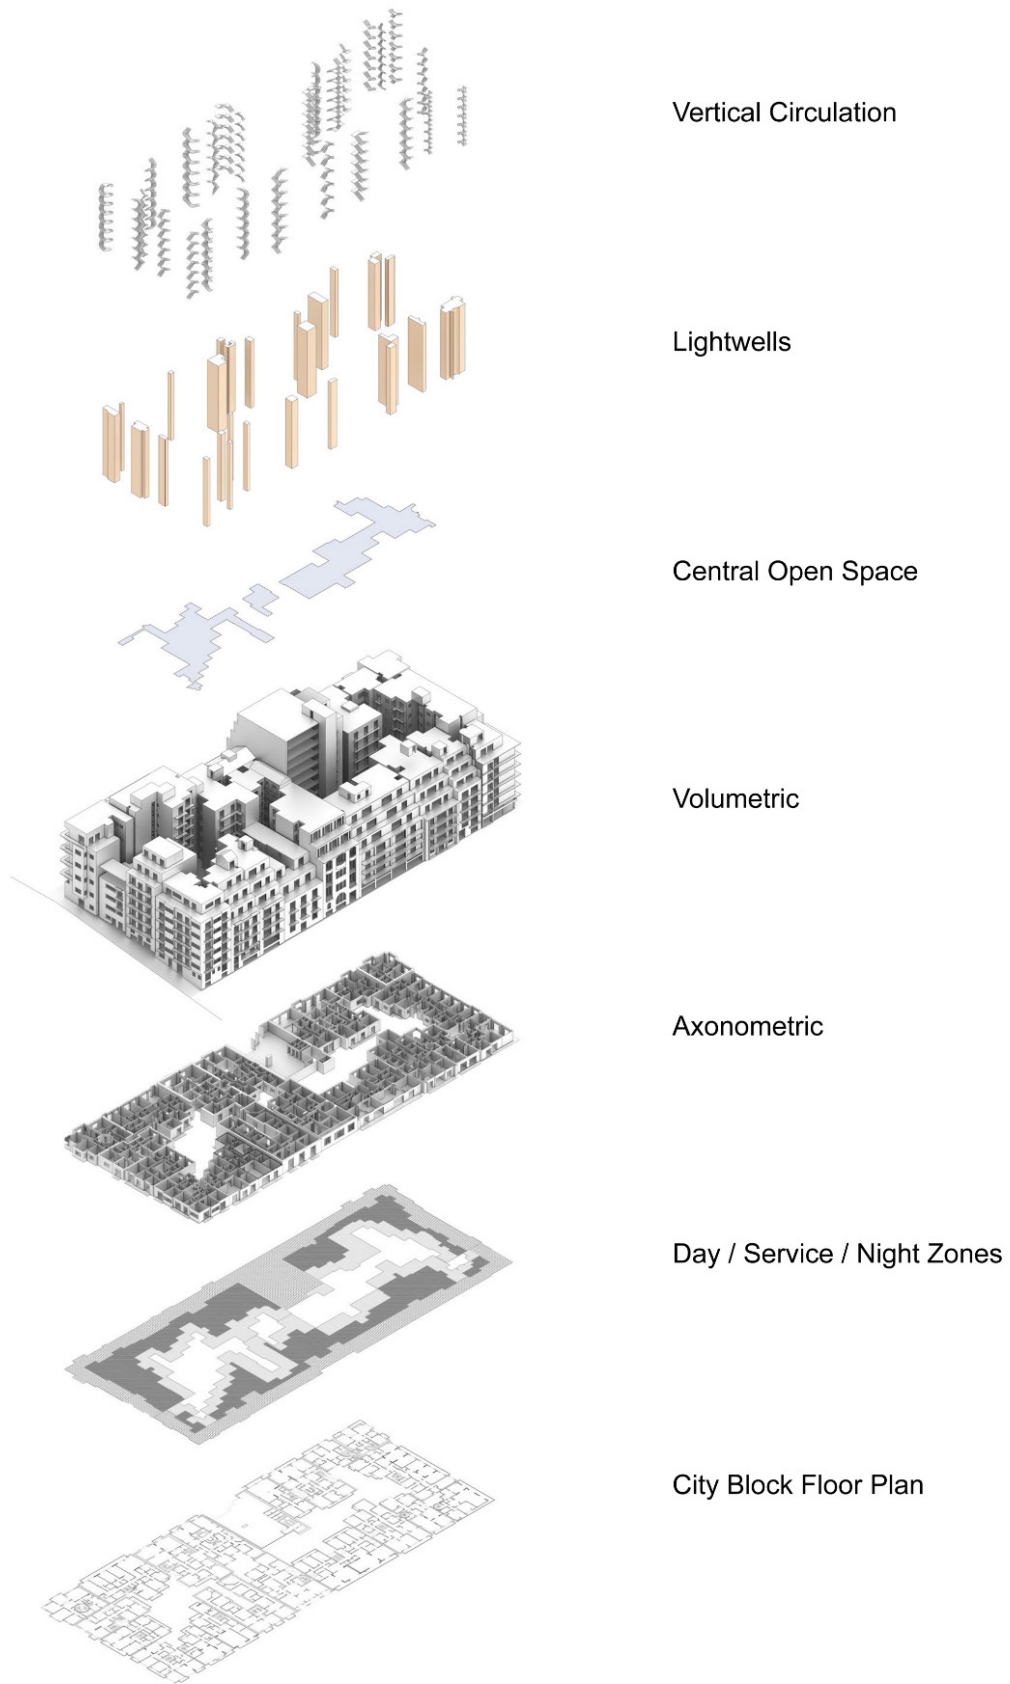 Vertical Circulation
Lightwells
Central Open Space
Volumetric
Axonometric
Day / Service / Night Zones
City Block Floor Plan